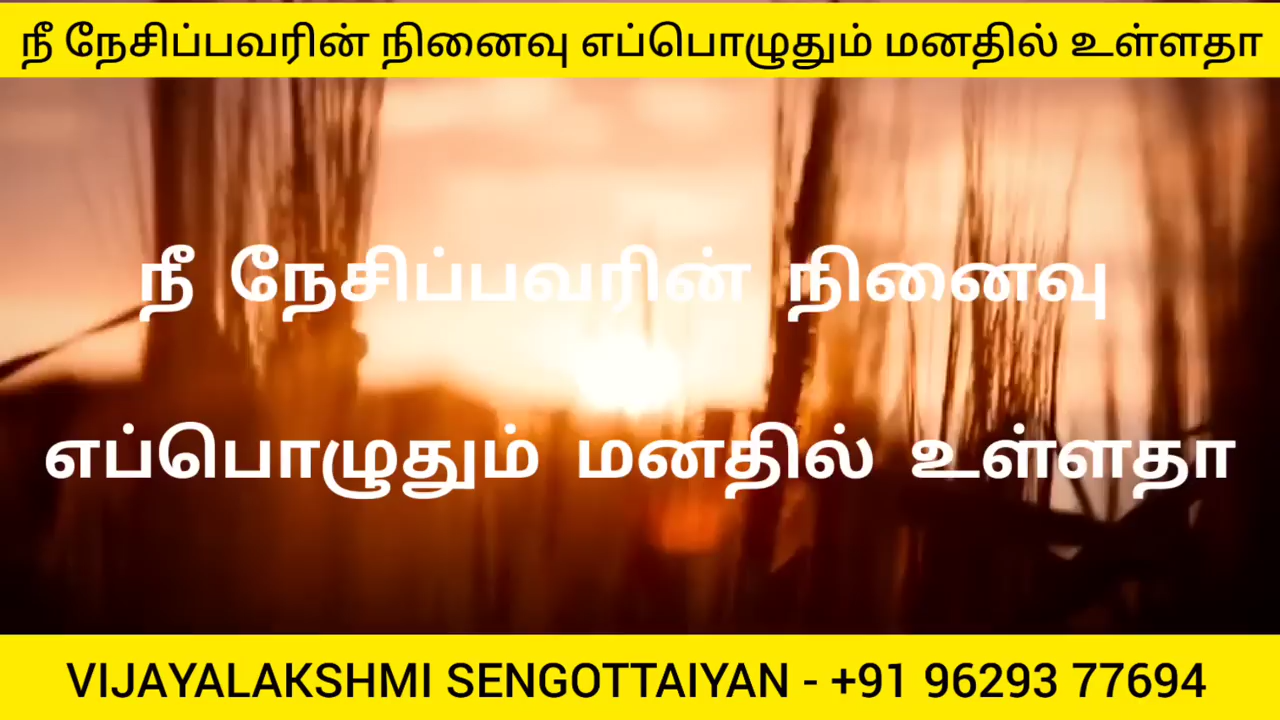 நீ நேசிப்பவரின் நினைவு எப்பொழுதும் மனதில் உள்ளதா
நீ நேசிப்பவரின் நினைவு
எப்பொழுதும் மனதில் உள்ளதா
VIJAYALAKSHMI SENGOTTAIYAN - +91 96293 77694